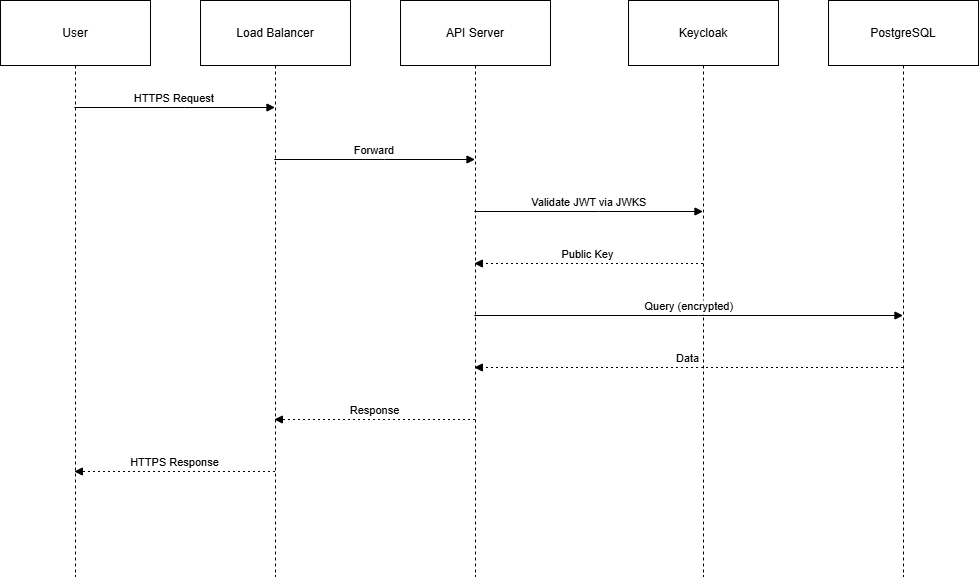 User
Load Balancer
API Server
Keycloak
PostgreSQL
HTTPS Request
Forward
Validate JWT via JWKS
Public Key
Query (encrypted)
Data
Response
HTTPS Response